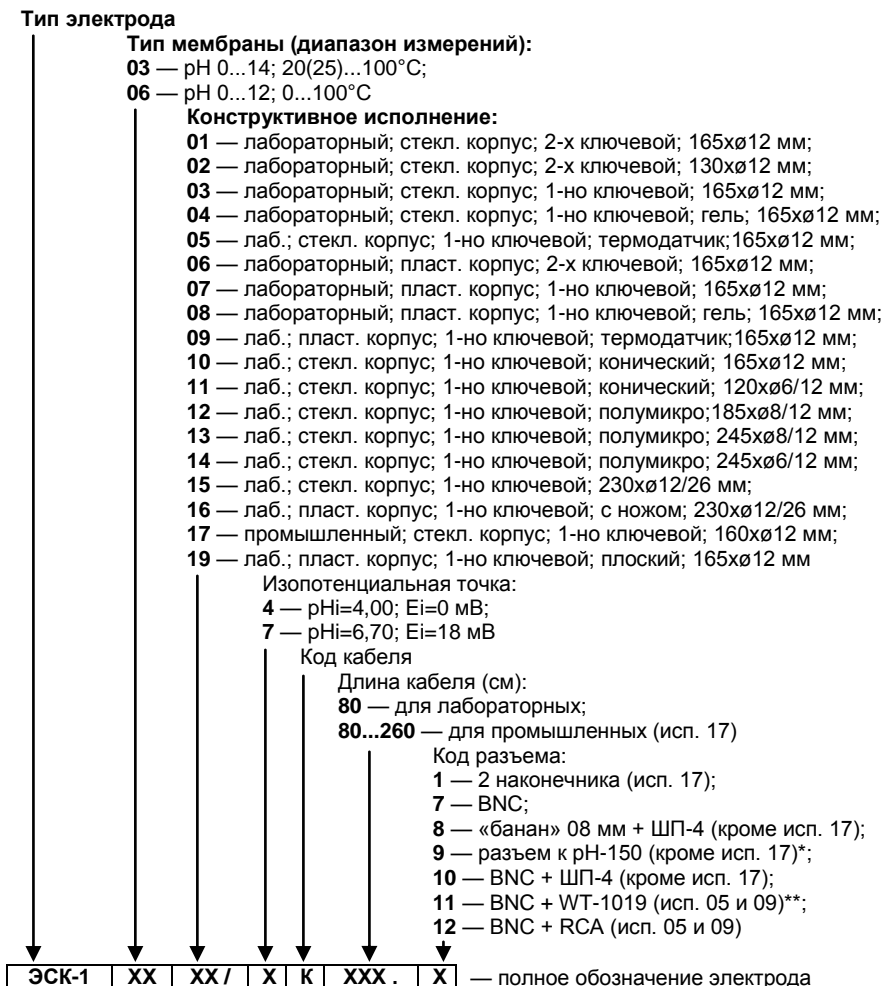 Тип электрода
Тип мембраны (диапазон измерений):
03 — pH 0...14; 20(25)...100°C;
06 — pH 0...12; 0...100°C
Конструктивное исполнение:
01 — лабораторный; стекл. корпус; 2-х ключевой; 165xø12 мм;
02 — лабораторный; стекл. корпус; 2-х ключевой; 130xø12 мм;
03 — лабораторный; стекл. корпус; 1-но ключевой; 165xø12 мм;
04 — лабораторный; стекл. корпус; 1-но ключевой; гель; 165xø12 мм;
05 — лаб.; стекл. корпус; 1-но ключевой; термодатчик;165xø12 мм;
06 — лабораторный; пласт. корпус; 2-х ключевой; 165xø12 мм;
07 — лабораторный; пласт. корпус; 1-но ключевой; 165xø12 мм;
08 — лабораторный; пласт. корпус; 1-но ключевой; гель; 165xø12 мм;
09 — лаб.; пласт. корпус; 1-но ключевой; термодатчик;165xø12 мм;
10 — лаб.; стекл. корпус; 1-но ключевой; конический; 165xø12 мм;
11 — лаб.; стекл. корпус; 1-но ключевой; конический; 120xø6/12 мм;
12 — лаб.; стекл. корпус; 1-но ключевой; полумикро;185xø8/12 мм;
13 — лаб.; стекл. корпус; 1-но ключевой; полумикро; 245xø8/12 мм;
14 — лаб.; стекл. корпус; 1-но ключевой; полумикро; 245xø6/12 мм;
15 — лаб.; стекл. корпус; 1-но ключевой; 230xø12/26 мм;
16 — лаб.; пласт. корпус; 1-но ключевой; с ножом; 230xø12/26 мм;
17 — промышленный; стекл. корпус; 1-но ключевой; 160xø12 мм;
19 — лаб.; пласт. корпус; 1-но ключевой; плоский; 165xø12 мм
Изопотенциальная точка:
4 — pHi=4,00; Ei=0 мВ;
7 — pHi=6,70; Ei=18 мВ
Код кабеля
Длина кабеля (см):
80 — для лабораторных;
80...260 — для промышленных (исп. 17)
Код разъема:
1 — 2 наконечника (исп. 17);
7 — BNC;
8 — «банан» 08 мм + ШП-4 (кроме исп. 17);
9 — разъем к pH-150 (кроме исп. 17)*;
10 — BNC + ШП-4 (кроме исп. 17);
11 — BNC + WT-1019 (исп. 05 и 09)**;
12 — BNC + RCA (исп. 05 и 09)
ЭСК-1 XX XX / X К XXX . X — полное обозначение электрода